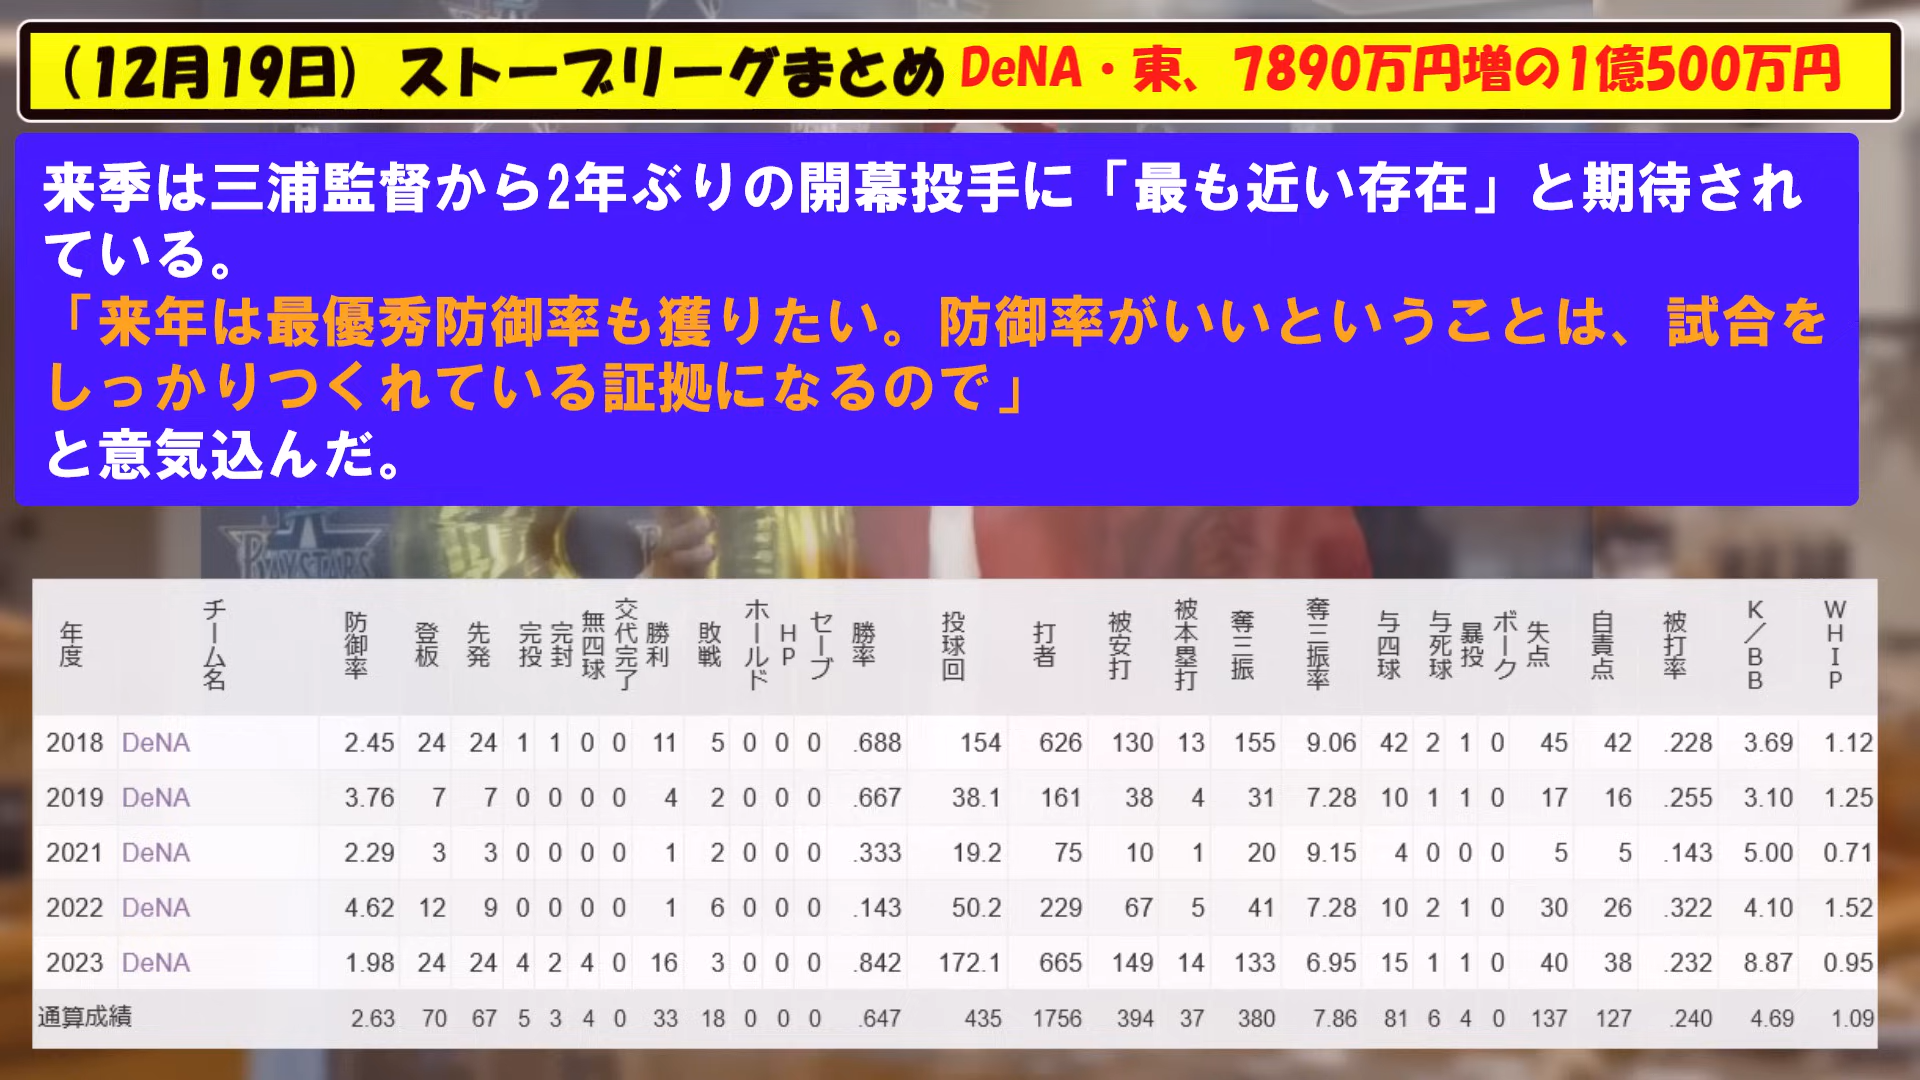 (12月19日) ストーブリーグまとめ DeNA・東、7890万円増の1億500万円
来季は三浦監督から2年ぶりの開幕投手に「最も近い存在」と期待され
ている。
「来年は最優秀防御率も獲りたい。防御率がいいということは、試合を
しっかりつくれている証拠になるので」
と意気込んだ。
BAYSTARS
年度 チーム名 防御率 登板 先発 完投 完封 無四球 交代完了 勝利 敗戦 ホールド HP セーブ 勝率 投球回 打者 被安打 被本塁打 奪三振 奪三振率 与四球 与死球 暴投 ボーク 失点 自責点 被打率 K/BB WHIP
2018 DeNA 2.45 24 24 1 1 0 0 11 5 0 0 0 .688 154 626 130 13 155 9.06 42 2 1 0 45 42 .228 3.69 1.12
2019 DeNA 3.76 7 7 0 0 0 0 4 2 0 0 0 .667 38.1 161 38 4 31 7.28 10 1 1 0 17 16 .255 3.10 1.25
2021 DeNA 2.29 3 3 0 0 0 0 1 2 0 0 0 .333 19.2 75 10 1 20 9.15 4 0 0 0 5 5 .143 5.00 0.71
2022 DeNA 4.62 12 9 0 0 0 0 1 6 0 0 0 .143 50.2 229 67 5 41 7.28 10 2 1 0 30 26 .322 4.10 1.52
2023 DeNA 1.98 24 24 4 2 4 0 16 3 0 0 0 .842 172.1 665 149 14 133 6.95 15 1 1 0 40 38 .232 8.87 0.95
通算成績 2.63 70 67 5 3 4 0 33 18 0 0 0 .647 435 1756 394 37 380 7.86 81 6 4 0 137 127 .240 4.69 1.09